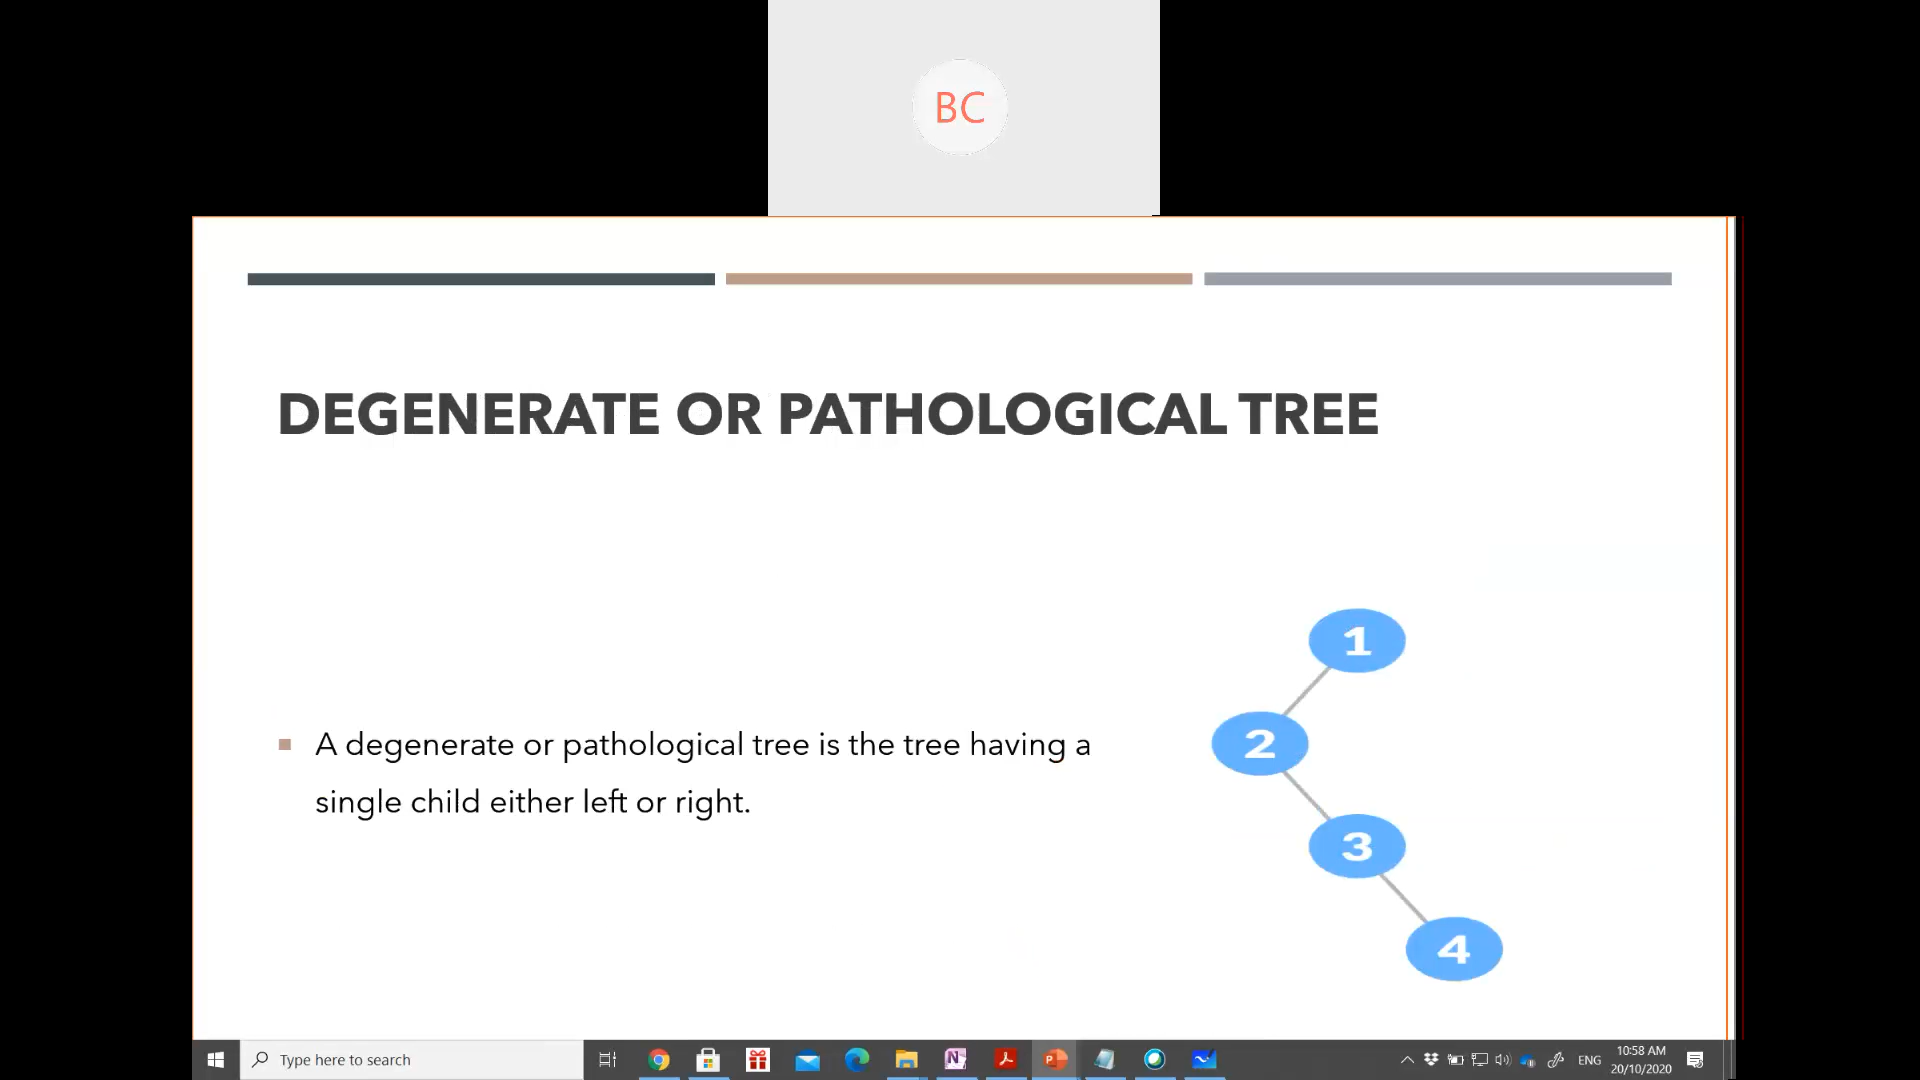 BC
DEGENERATE OR PATHOLOGICAL TREE
A degenerate or pathological tree is the tree having a
single child either left or right.
1
2
3
4
Type here to search
ENG
10:58 AM
20/10/2020